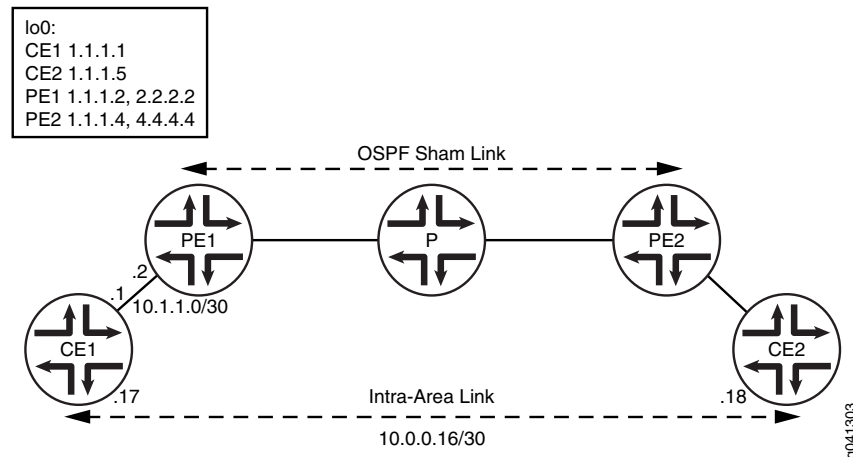 lo0:
CE1 1.1.1.1
CE2 1.1.1.5
PE1 1.1.1.2, 2.2.2.2
PE2 1.1.1.4, 4.4.4.4
OSPF Sham Link
PE1
P
PE2
.2
.1
10.1.1.0/30
CE1
CE2
.17
Intra-Area Link
.18
10.0.0.16/30
g041303